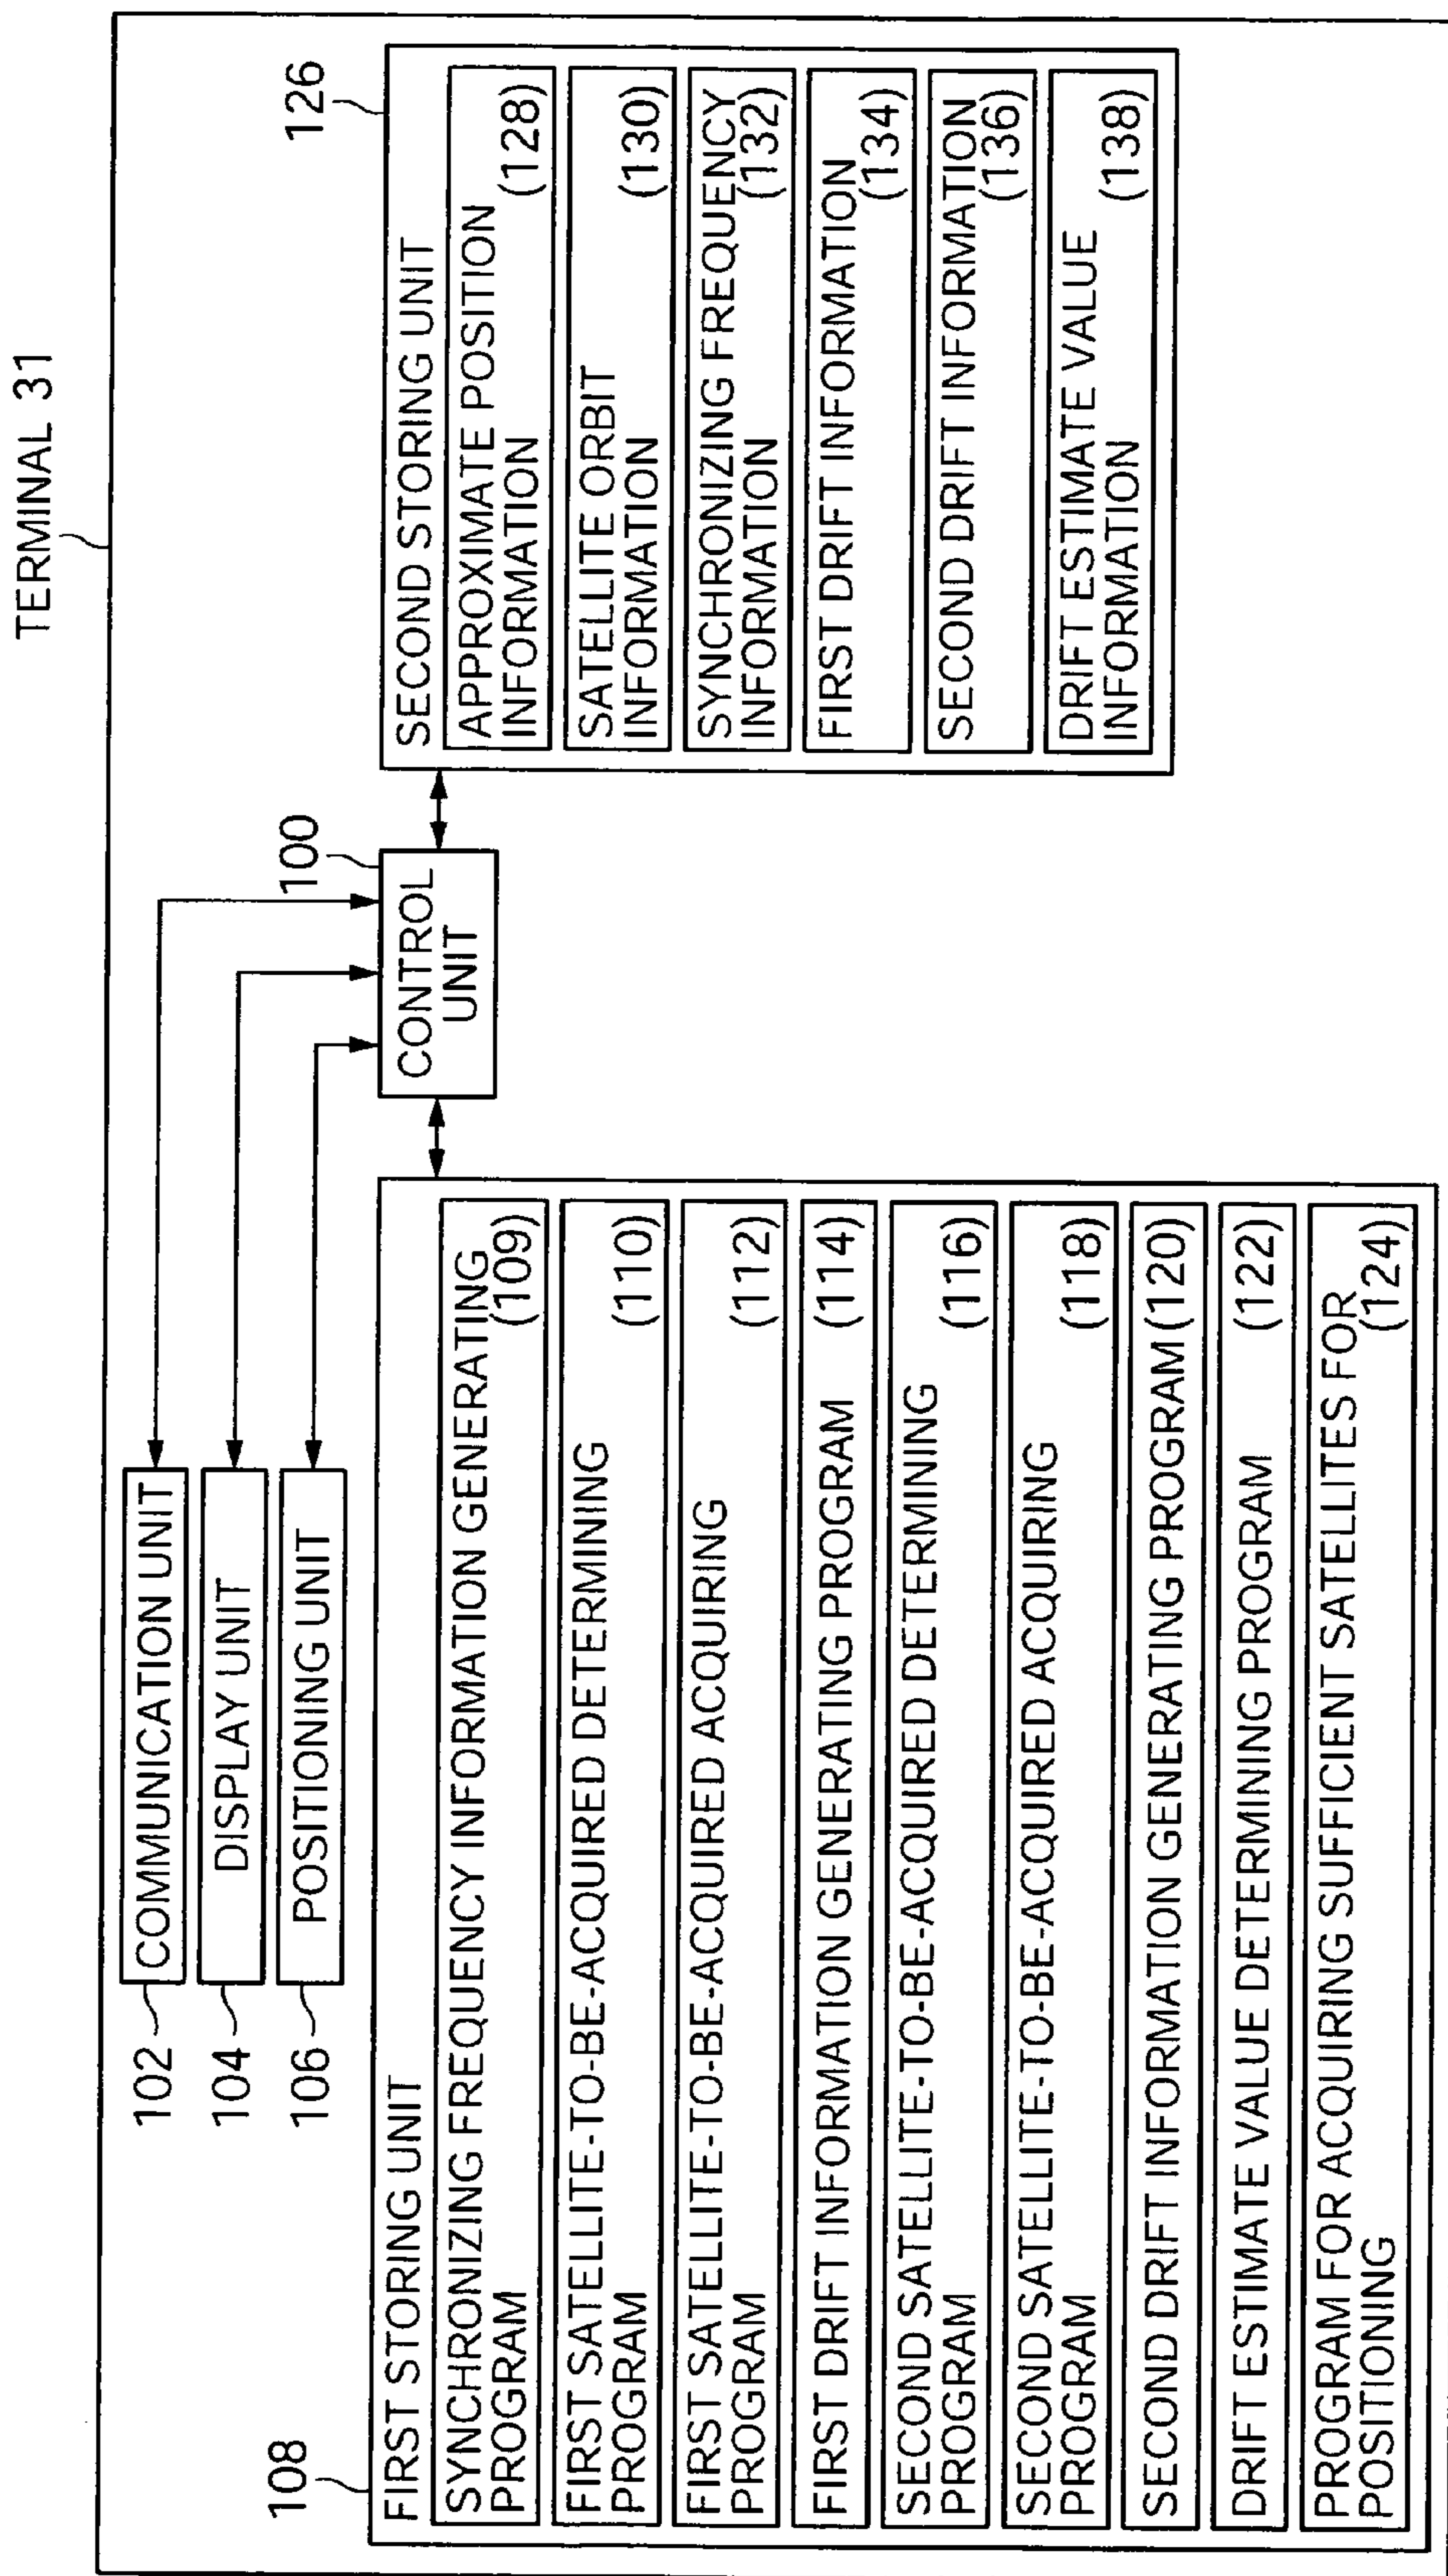 TERMINAL 31
102
COMMUNICATION UNIT
104
DISPLAY UNIT
106
POSITIONING UNIT
100
CONTROL
UNIT
108
FIRST STORING UNIT
SYNCHRONIZING FREQUENCY INFORMATION GENERATING
PROGRAM (109)
FIRST SATELLITE-TO-BE-ACQUIRED DETERMINING
PROGRAM (110)
FIRST SATELLITE-TO-BE-ACQUIRED ACQUIRING
PROGRAM (112)
FIRST DRIFT INFORMATION GENERATING PROGRAM (114)
SECOND SATELLITE-TO-BE-ACQUIRED DETERMINING
PROGRAM (116)
SECOND SATELLITE-TO-BE-ACQUIRED ACQUIRING
PROGRAM (118)
SECOND DRIFT INFORMATION GENERATING PROGRAM(120)
DRIFT ESTIMATE VALUE DETERMINING PROGRAM (122)
PROGRAM FOR ACQUIRING SUFFICIENT SATELLITES FOR
POSITIONING (124)
126
SECOND STORING UNIT
APPROXIMATE POSITION
INFORMATION (128)
SATELLITE ORBIT
INFORMATION (130)
SYNCHRONIZING FREQUENCY
INFORMATION (132)
FIRST DRIFT INFORMATION
(134)
SECOND DRIFT INFORMATION
(136)
DRIFT ESTIMATE VALUE
INFORMATION (138)